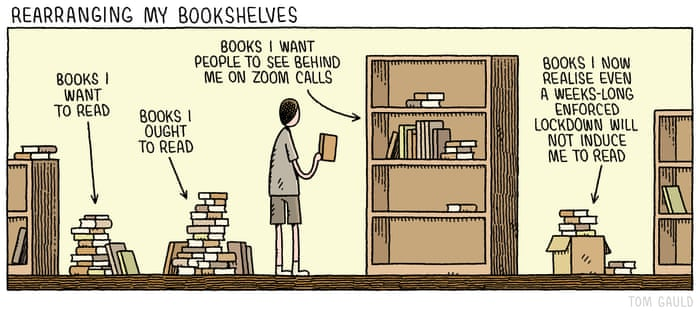 REARRANGING MY BOOKSHELVES
BOOKS I
WANT
TO READ
BOOKS I
OUGHT
TO READ
BOOKS I WANT
PEOPLE TO SEE BEHIND
ME ON ZOOM CALLS
BOOKS I NOW
REALISE EVEN
A WEEKS-LONG
ENFORCED
LOCKDOWN WILL
NOT INDUCE
ME TO READ
TOM GAULD